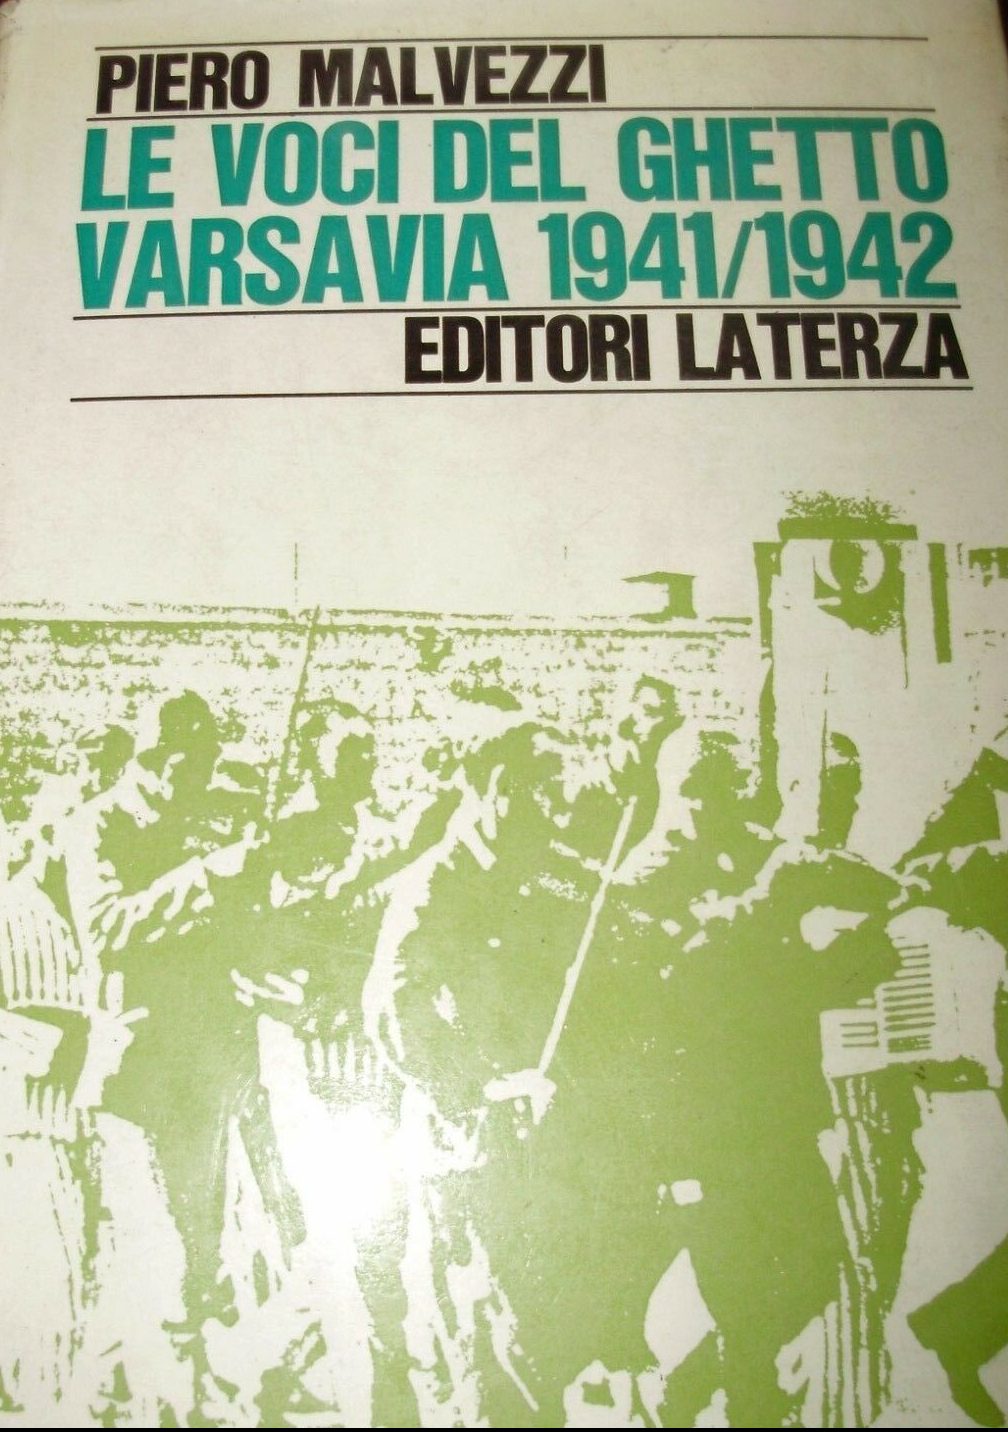 PIERO MALVEZZI
LE VOCI DEL GHETTO
VARSAVIA 1941/1942
EDITORI LATERZA